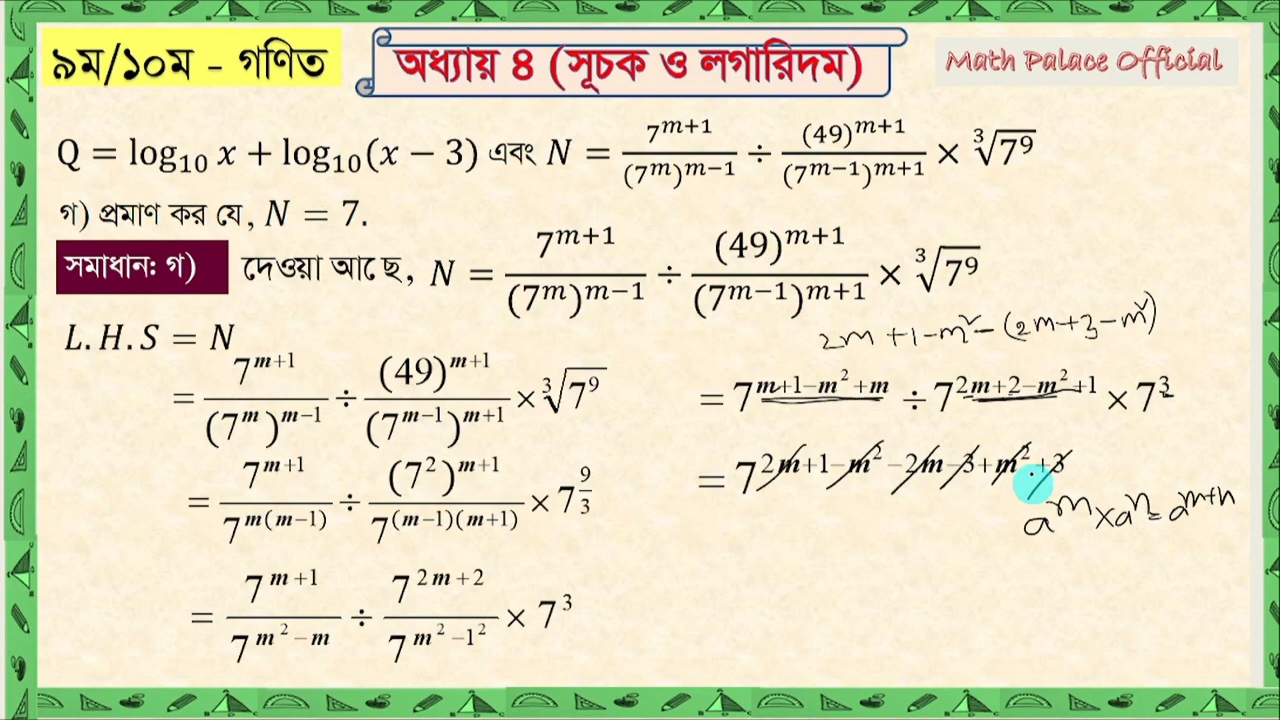 ৯ম/১০ম - গণিত
অধ্যায় ৪ (সূচক ও লগারিদম)
Math Palace Official
Q = log₁₀ x + log₁₀(x − 3) এবং N = 7^{m+1}/(7^m)^{m−1} ÷ (49)^{m+1}/(7^{m−1})^{m+1} × ∛7⁹
গ) প্রমাণ কর যে, N = 7.
সমাধানঃ গ) দেওয়া আছে, N = 7^{m+1}/(7^m)^{m−1} ÷ (49)^{m+1}/(7^{m−1})^{m+1} × ∛7⁹
L.H.S = N
= 7^{m+1}/(7^m)^{m−1} ÷ (49)^{m+1}/(7^{m−1})^{m+1} × ∛7⁹
= 7^{m+1}/7^{m(m−1)} ÷ (7²)^{m+1}/7^{(m−1)(m+1)} × 7^{9/3}
= 7^{m+1}/7^{m²−m} ÷ 7^{2m+2}/7^{m²−1²} × 7³
2m+1−m²−(2m+3−m²)
= 7^{m+1−m²+m} ÷ 7^{2m+2−m²+1} × 7³
= 7^{2m+1−m²−2m−3+m²+3}
a^m × a^n = a^{m+n}